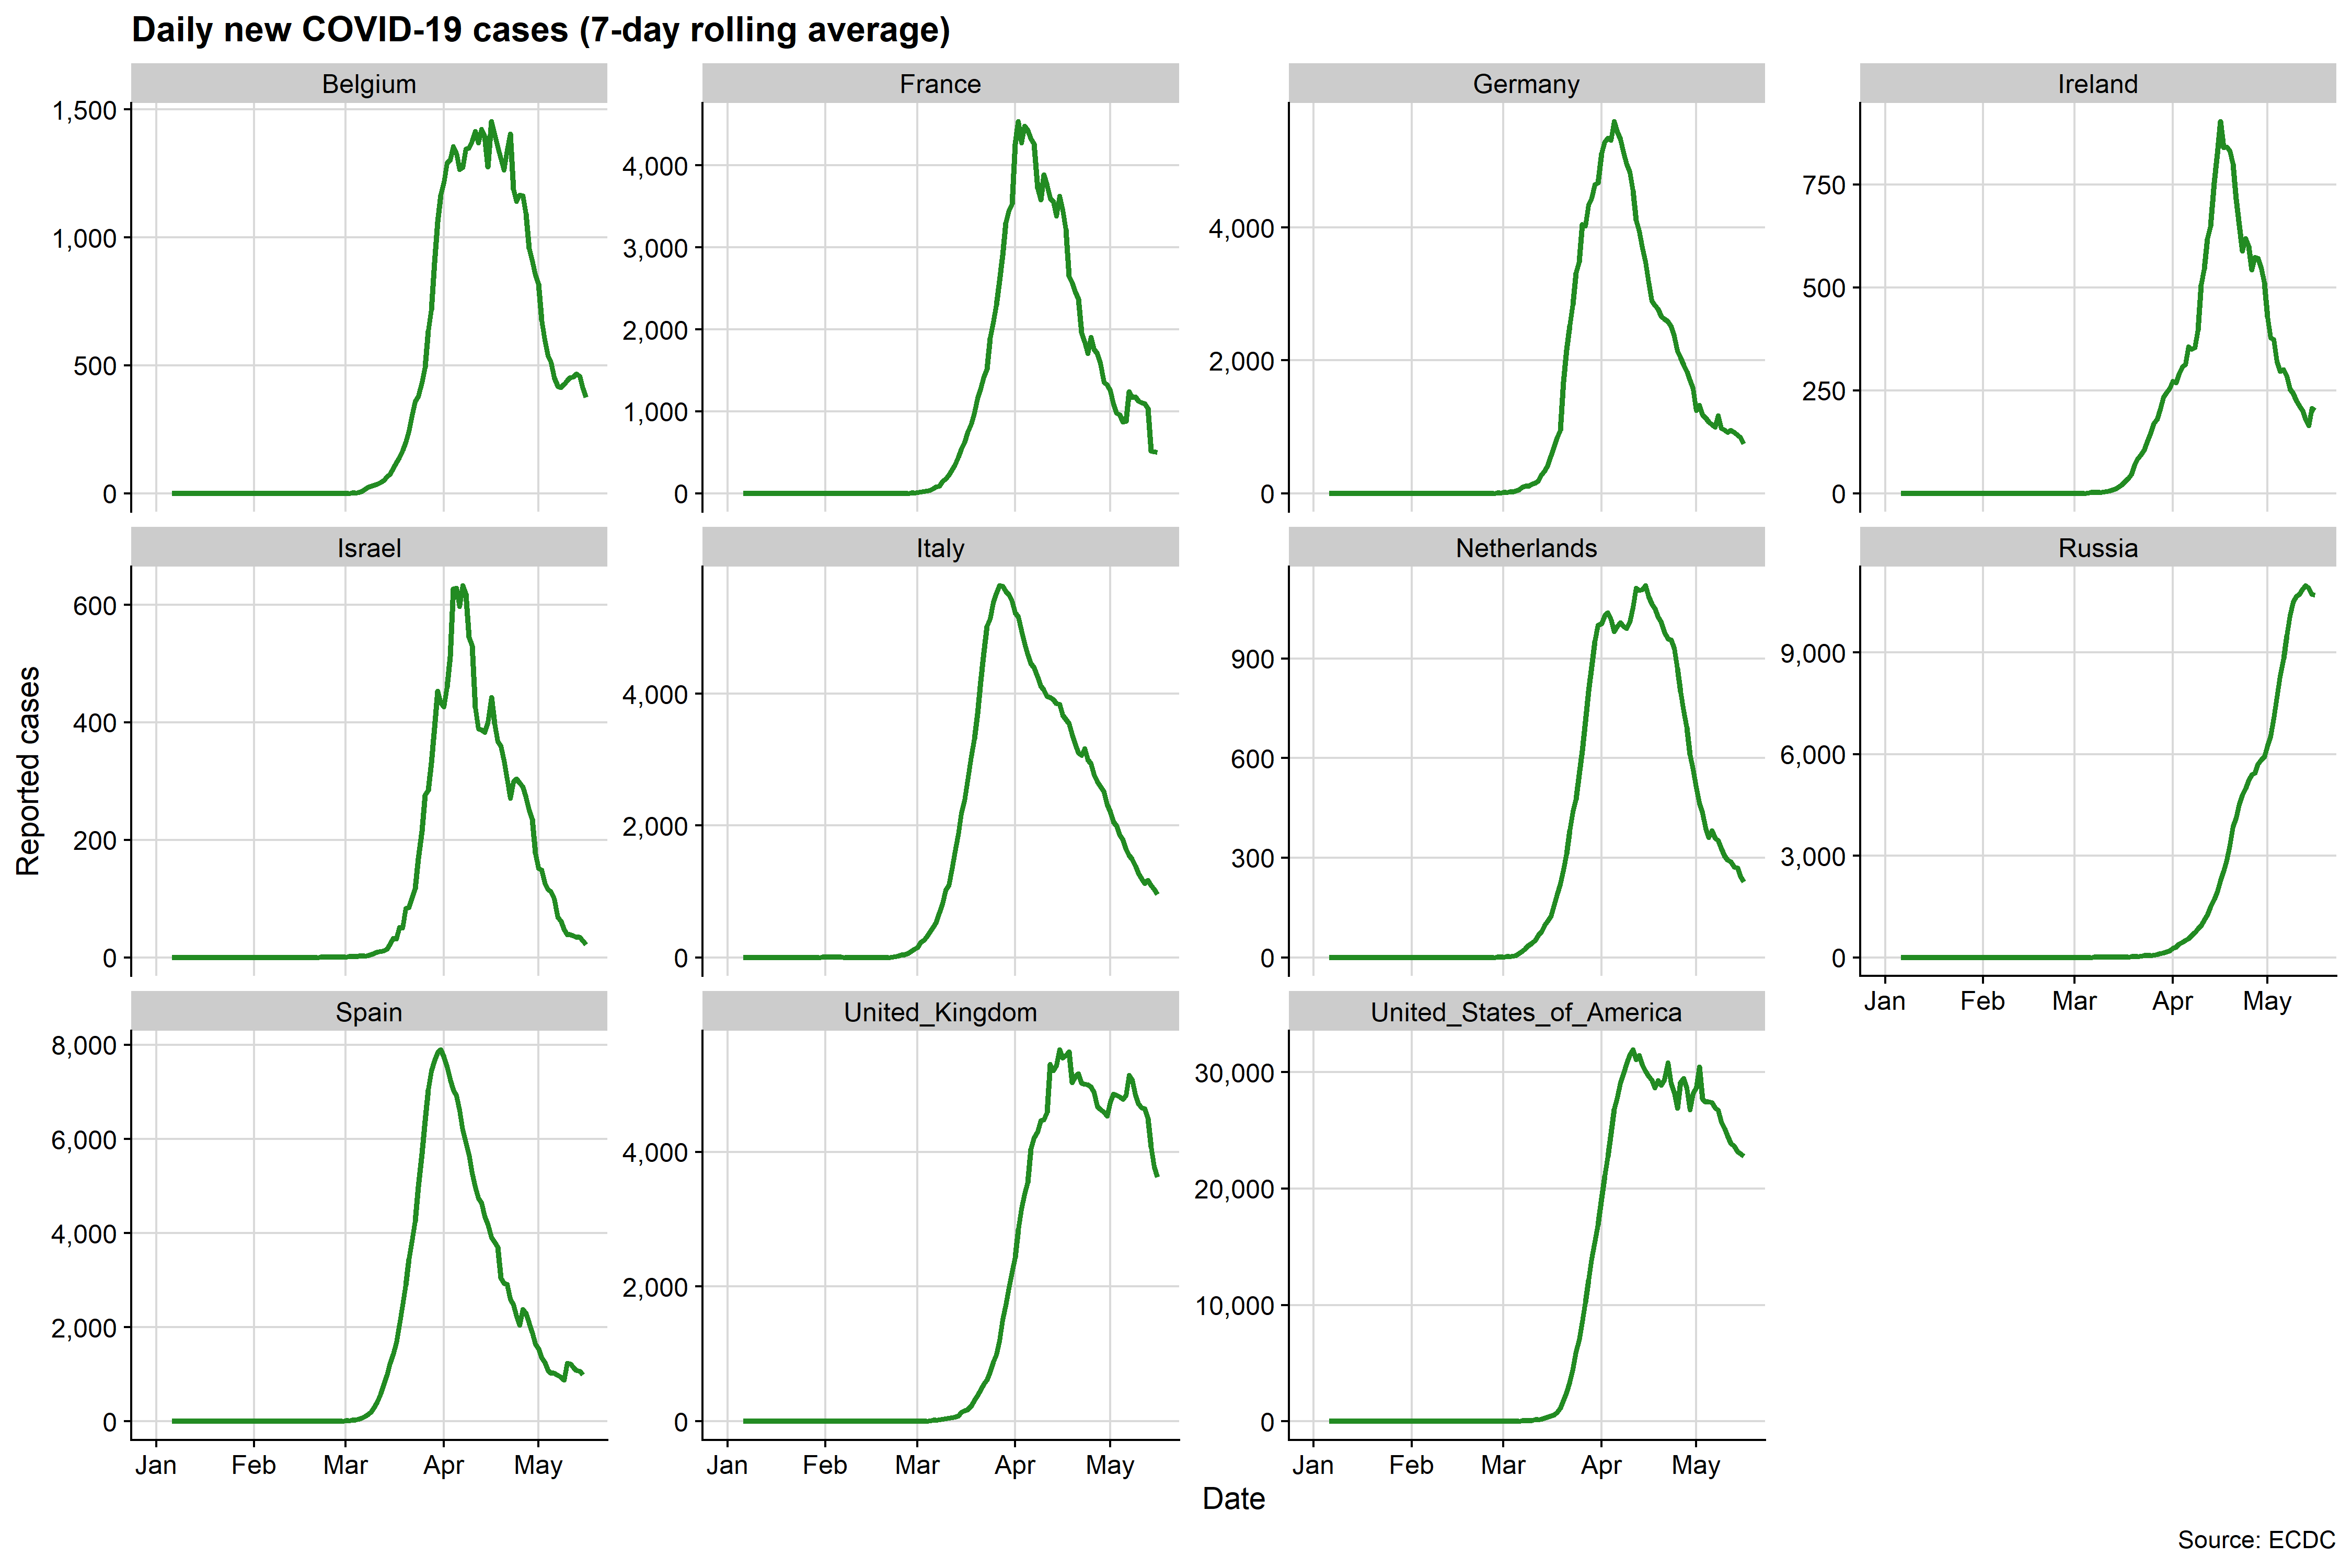 Daily new COVID-19 cases (7-day rolling average)
Belgium
France
Germany
Ireland
1,500
1,000
500
0
4,000
3,000
2,000
1,000
0
4,000
2,000
0
750
500
250
0
Israel
Italy
Netherlands
Russia
600
400
200
0
4,000
2,000
0
900
600
300
0
9,000
6,000
3,000
0
Jan Feb Mar Apr May
Spain
United_Kingdom
United_States_of_America
8,000
6,000
4,000
2,000
0
4,000
2,000
0
30,000
20,000
10,000
0
Jan Feb Mar Apr May
Jan Feb Mar Apr May
Jan Feb Mar Apr May
Reported cases
Date
Source: ECDC